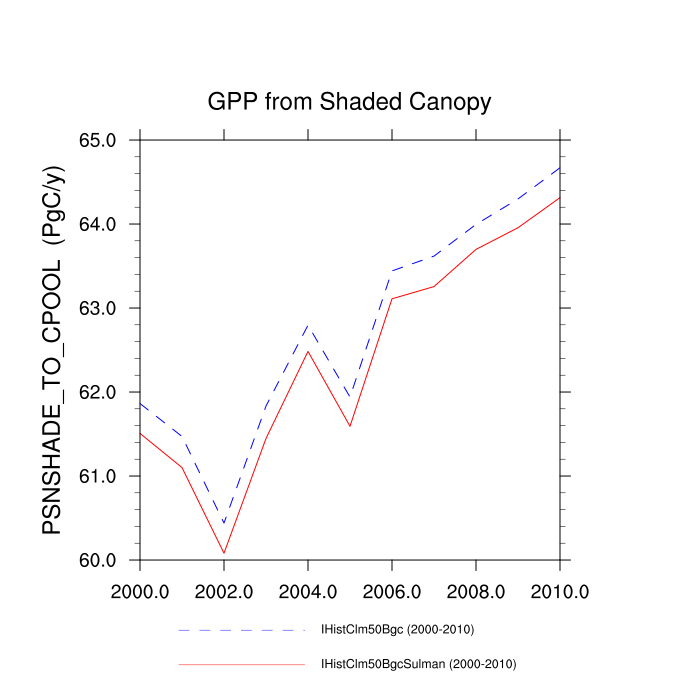 GPP from Shaded Canopy
PSNSHADE_TO_CPOOL (PgC/y)
65.0
64.0
63.0
62.0
61.0
60.0
2000.0 2002.0 2004.0 2006.0 2008.0 2010.0
IHistClm50Bgc (2000-2010)
IHistClm50BgcSulman (2000-2010)